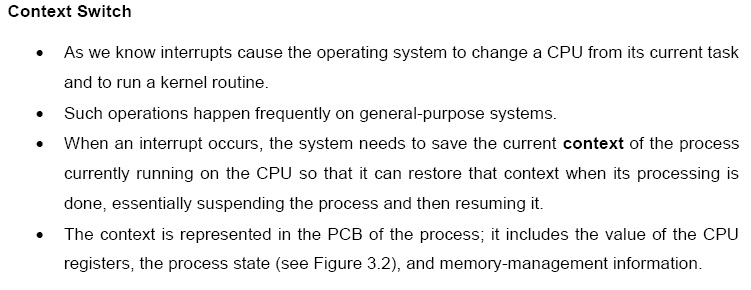 Context Switch
• As we know interrupts cause the operating system to change a CPU from its current task
and to run a kernel routine.
• Such operations happen frequently on general-purpose systems.
• When an interrupt occurs, the system needs to save the current context of the process
currently running on the CPU so that it can restore that context when its processing is
done, essentially suspending the process and then resuming it.
• The context is represented in the PCB of the process; it includes the value of the CPU
registers, the process state (see Figure 3.2), and memory-management information.